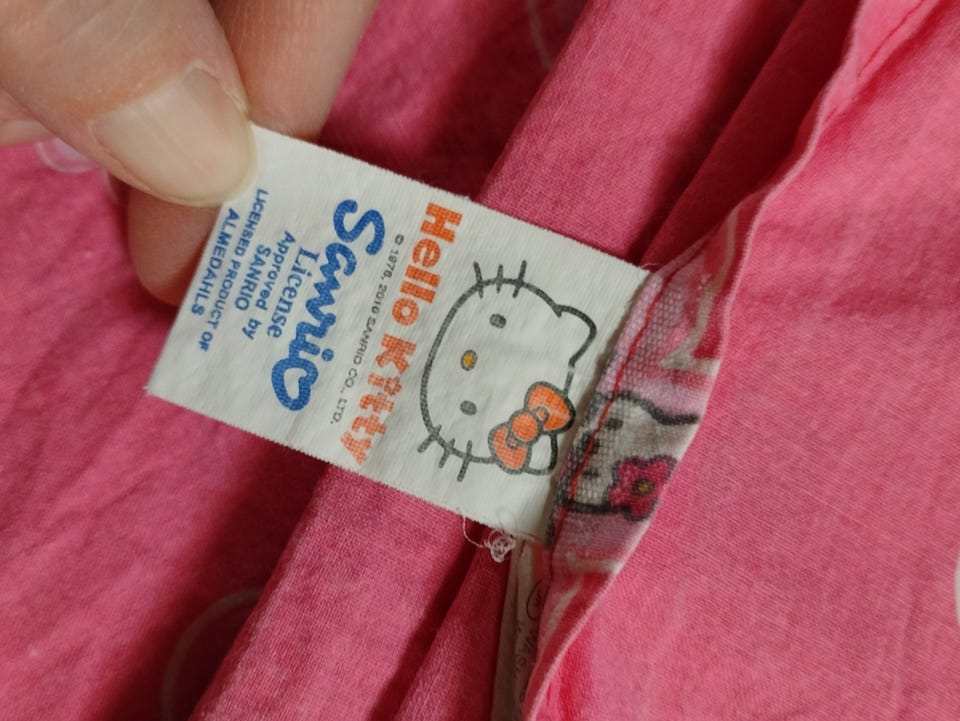 Hello Kitty
© 1976, 2010 SANRIO CO., LTD.
Sanrio
License
Approved by
SANRIO
LICENSED PRODUCT OF
ALMEDAHLS